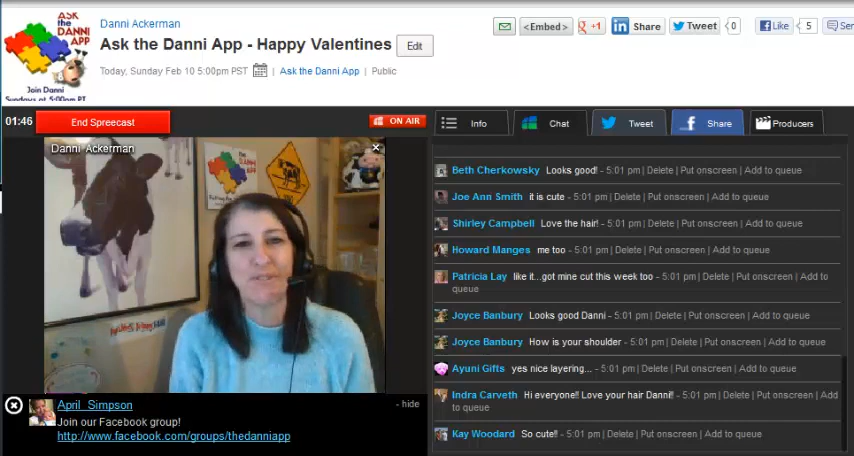 ASK
the
DANNI
APP
Join Danni
Sundays at 5:00pm PT
Danni Ackerman
Ask the Danni App - Happy Valentines
Edit
Today, Sunday Feb 10 5:00pm PST | Ask the Danni App | Public
<Embed>
+1
Share
Tweet
0
Like
5
Sen
01:46
End Spreecast
ON AIR
Danni Ackerman
Info
Chat
Tweet
Share
Producers
Beth Cherkowsky Looks good! - 5:01 pm | Delete | Put onscreen | Add to queue
Joe Ann Smith it is cute - 5:01 pm | Delete | Put onscreen | Add to queue
Shirley Campbell Love the hair! - 5:01 pm | Delete | Put onscreen | Add to queue
Howard Manges me too - 5:01 pm | Delete | Put onscreen | Add to queue
Patricia Lay like it...got mine cut this week too - 5:01 pm | Delete | Put onscreen | Add to
queue
Joyce Banbury Looks good Danni - 5:01 pm | Delete | Put onscreen | Add to queue
Joyce Banbury How is your shoulder - 5:01 pm | Delete | Put onscreen | Add to queue
Ayuni Gifts yes nice layering... - 5:01 pm | Delete | Put onscreen | Add to queue
Indra Carveth Hi everyone!! Love your hair Danni!! - 5:01 pm | Delete | Put onscreen | Add
to queue
Kay Woodard So cute!! - 5:01 pm | Delete | Put onscreen | Add to queue
April Simpson
- hide
Join our Facebook group!
http://www.facebook.com/groups/thedanniapp